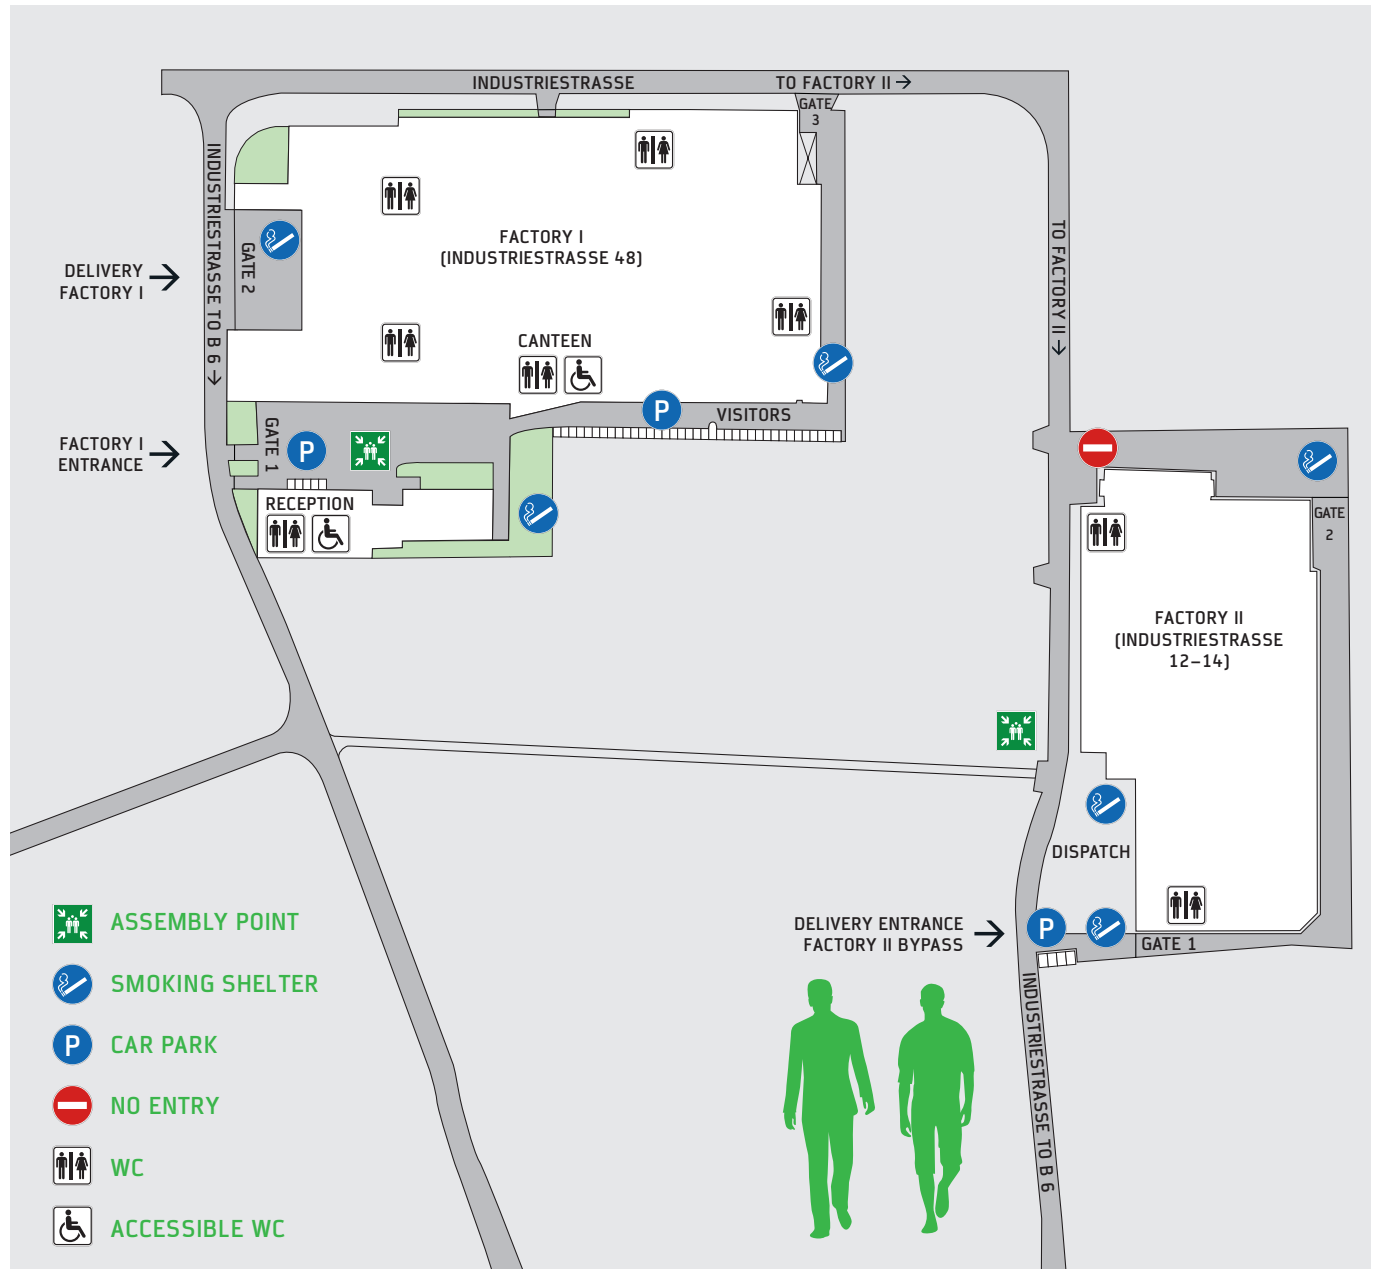 INDUSTRIESTRASSE
TO FACTORY II →
GATE
3
INDUSTRIESTRASSE TO B 6 →
GATE 2
FACTORY I
(INDUSTRIESTRASSE 48)
TO FACTORY II →
DELIVERY
FACTORY I
CANTEEN
VISITORS
P
FACTORY I
ENTRANCE
GATE 1
P
RECEPTION
GATE
2
FACTORY II
(INDUSTRIESTRASSE
12–14)
DISPATCH
DELIVERY ENTRANCE
FACTORY II BYPASS
P
GATE 1
INDUSTRIESTRASSE TO B 6
ASSEMBLY POINT
SMOKING SHELTER
P
CAR PARK
NO ENTRY
WC
ACCESSIBLE WC